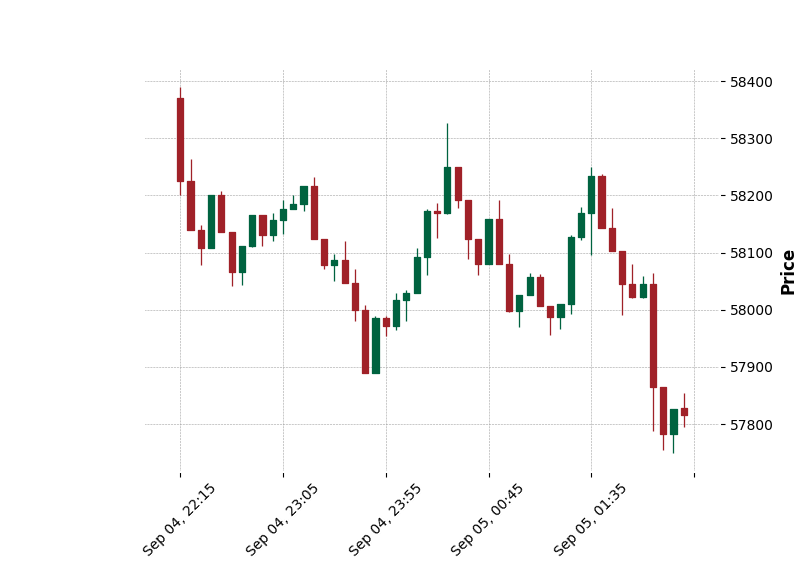 58400
58300
58200
58100
58000
57900
57800
Price
Sep 04, 22:15
Sep 04, 23:05
Sep 04, 23:55
Sep 05, 00:45
Sep 05, 01:35